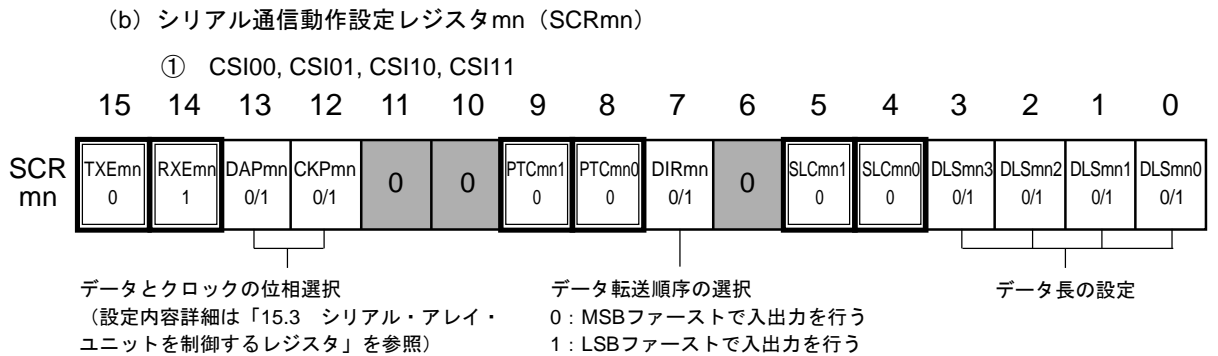 （b）シリアル通信動作設定レジスタmn（SCRmn）
① CSI00, CSI01, CSI10, CSI11
15 14 13 12 11 10 9 8 7 6 5 4 3 2 1 0
SCR
mn
TXEmn RXEmn DAPmn CKPmn 0 0 PTCmn1 PTCmn0 DIRmn 0 SLCmn1 SLCmn0 DLSmn3 DLSmn2 DLSmn1 DLSmn0
0 1 0/1 0/1 0 0 0/1 0 0 0/1 0/1 0/1 0/1
データとクロックの位相選択
（設定内容詳細は「15.3 シリアル・アレイ・
ユニットを制御するレジスタ」を参照）
データ転送順序の選択
0：MSBファーストで入出力を行う
1：LSBファーストで入出力を行う
データ長の設定